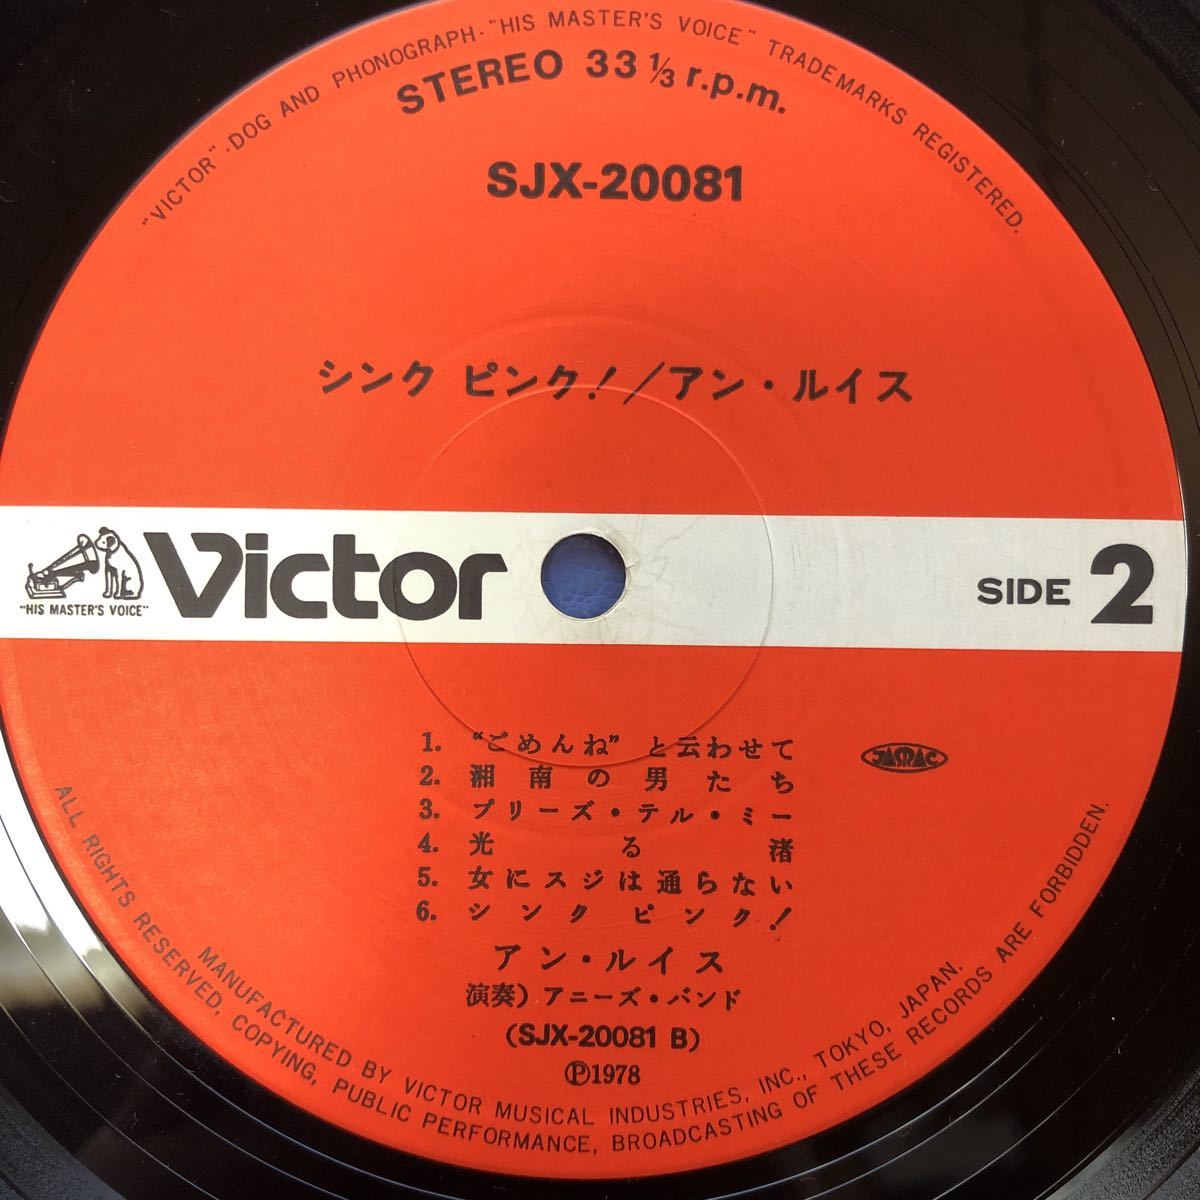 "VICTOR"·DOG AND PHONOGRAPH·"HIS MASTER'S VOICE" TRADEMARKS REGISTERED.
STEREO 33 1/3 r.p.m.
SJX-20081
シンク ピンク!/アン・ルイス
"HIS MASTER'S VOICE"
Victor
SIDE 2
1. "ごめんね"と云わせて
2. 湘南の男たち
3. プリーズ・テル・ミー
4. 光る渚
5. 女にスジは通らない
6. シンク ピンク!
JASRAC
アン・ルイス
演奏)アニーズ・バンド
(SJX-20081 B)
Ⓟ1978
MANUFACTURED BY VICTOR MUSICAL INDUSTRIES, INC., TOKYO, JAPAN.
ALL RIGHTS RESERVED, COPYING, PUBLIC PERFORMANCE, BROADCASTING OF THESE RECORDS ARE FORBIDDEN.